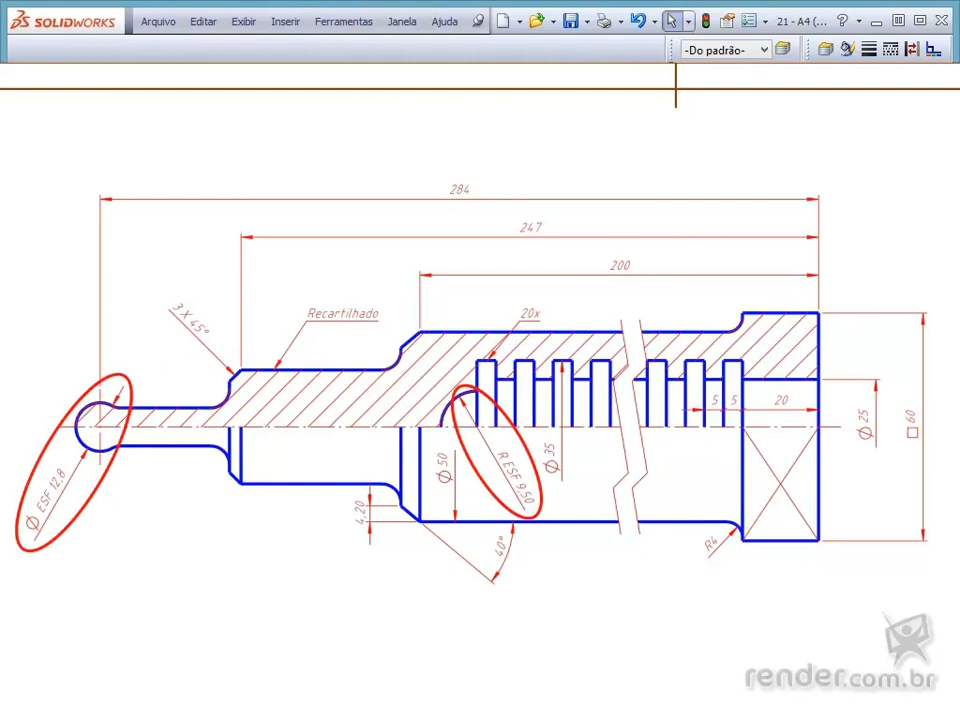 SOLIDWORKS Arquivo Editar Exibir Inserir Ferramentas Janela Ajuda 21 - A4 (... ?
-Do padrão-
284
247
200
3 X 45°
Recartilhado
20x
5 5 20
Ø 25
□ 60
Ø ESF 12,8
Ø 50
R ESF 9,50
Ø 35
4,20
40°
R4
render.com.br